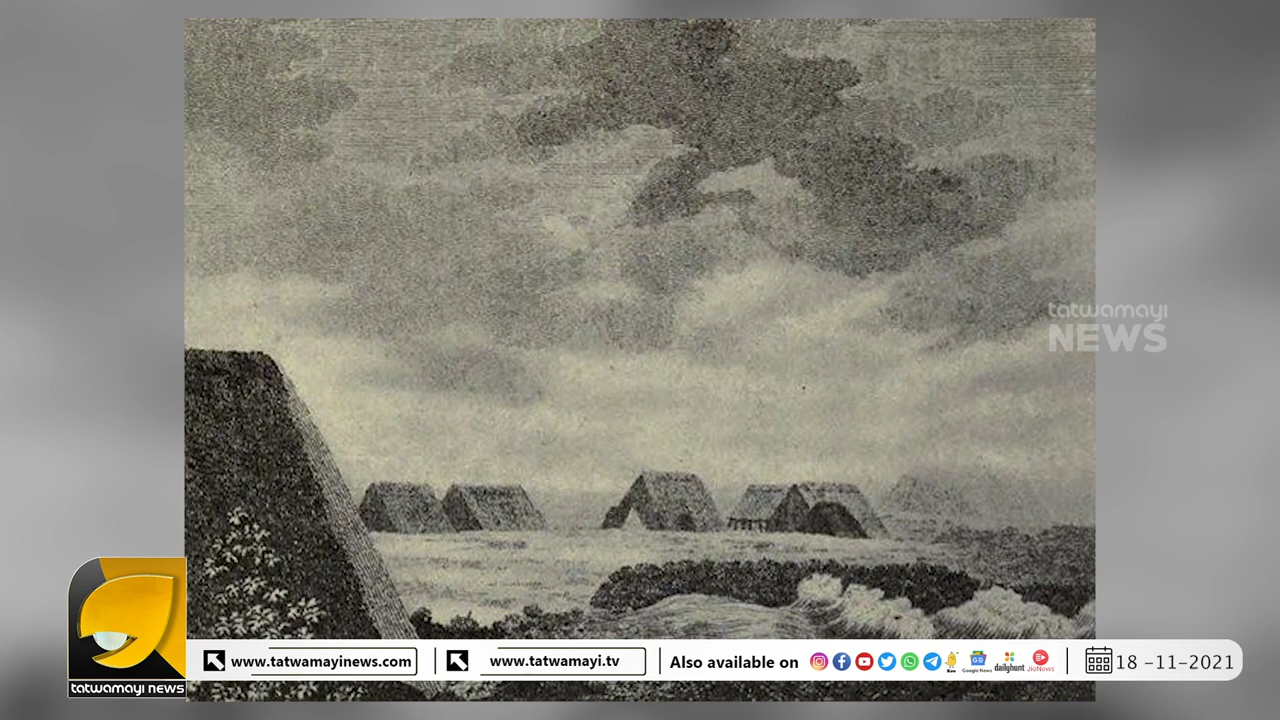 tatwamayi
NEWS
www.tatwamayinews.com
www.tatwamayi.tv
Also available on
Koo
Google News
dailyhunt
JioNews
18 -11-2021
tatwamayi news